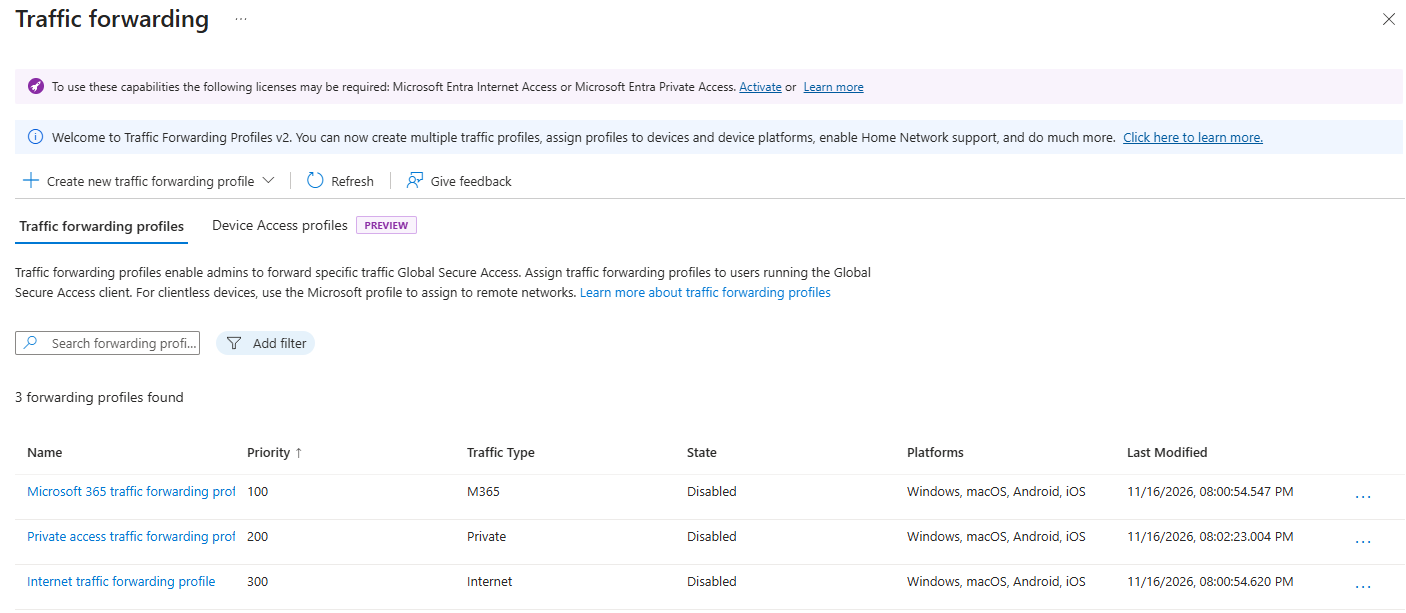 Traffic forwarding ...
To use these capabilities the following licenses may be required: Microsoft Entra Internet Access or Microsoft Entra Private Access. Activate or Learn more
Welcome to Traffic Forwarding Profiles v2. You can now create multiple traffic profiles, assign profiles to devices and device platforms, enable Home Network support, and do much more. Click here to learn more.
Create new traffic forwarding profile Refresh Give feedback
Traffic forwarding profiles Device Access profiles PREVIEW
Traffic forwarding profiles enable admins to forward specific traffic Global Secure Access. Assign traffic forwarding profiles to users running the Global
Secure Access client. For clientless devices, use the Microsoft profile to assign to remote networks. Learn more about traffic forwarding profiles
Search forwarding profi... Add filter
3 forwarding profiles found
Name Priority ↑ Traffic Type State Platforms Last Modified
Microsoft 365 traffic forwarding prof 100 M365 Disabled Windows, macOS, Android, iOS 11/16/2026, 08:00:54.547 PM ...
Private access traffic forwarding prof 200 Private Disabled Windows, macOS, Android, iOS 11/16/2026, 08:02:23.004 PM ...
Internet traffic forwarding profile 300 Internet Disabled Windows, macOS, Android, iOS 11/16/2026, 08:00:54.620 PM ...